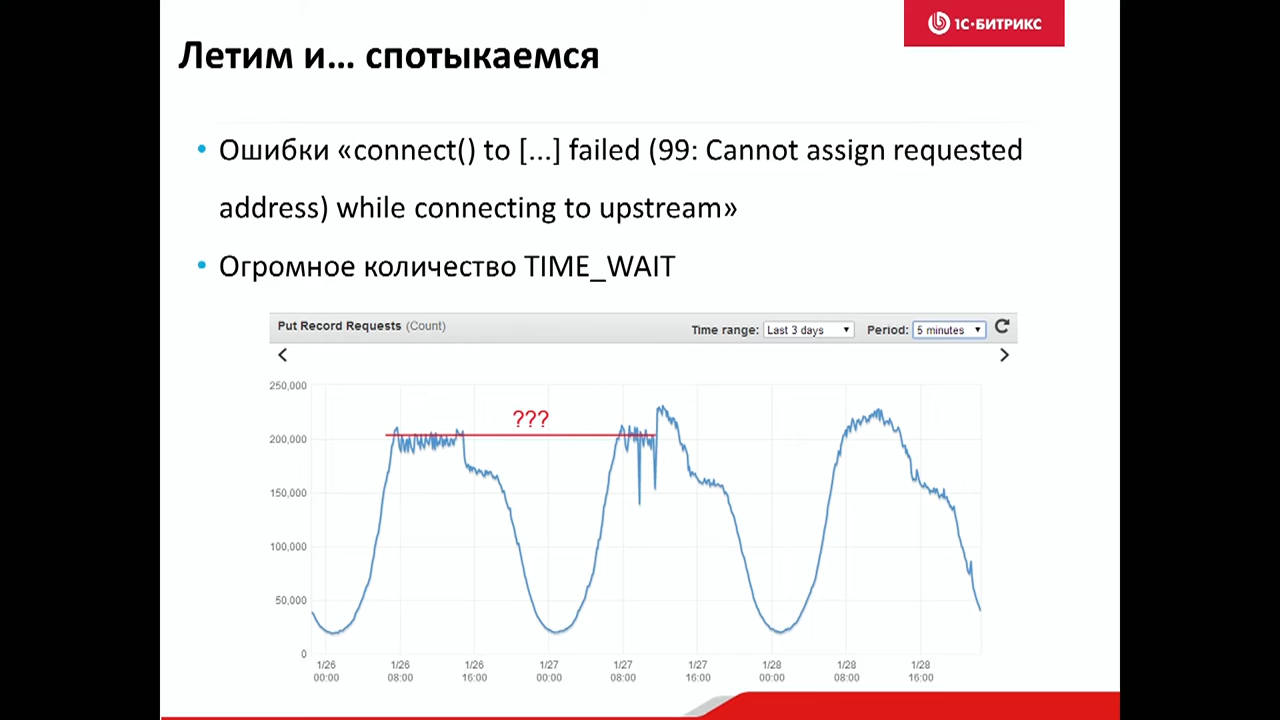 1С-БИТРИКС
Летим и... спотыкаемся
• Ошибки «connect() to [...] failed (99: Cannot assign requested
address) while connecting to upstream»
• Огромное количество TIME_WAIT
Put Record Requests (Count)
Time range: Last 3 days
Period: 5 minutes
< >
250,000
200,000
150,000
100,000
50,000
0
???
1/26 1/26 1/26 1/27 1/27 1/27 1/28 1/28 1/28
00:00 08:00 16:00 00:00 08:00 16:00 00:00 08:00 16:00